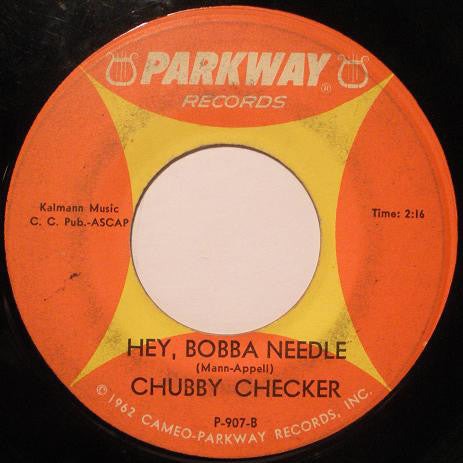 PARKWAY®
RECORDS
Kalmann Music
C. C. Pub.-ASCAP
Time: 2:16
HEY, BOBBA NEEDLE
(Mann-Appell)
CHUBBY CHECKER
P-907-B
©1962 CAMEO-PARKWAY RECORDS, INC.